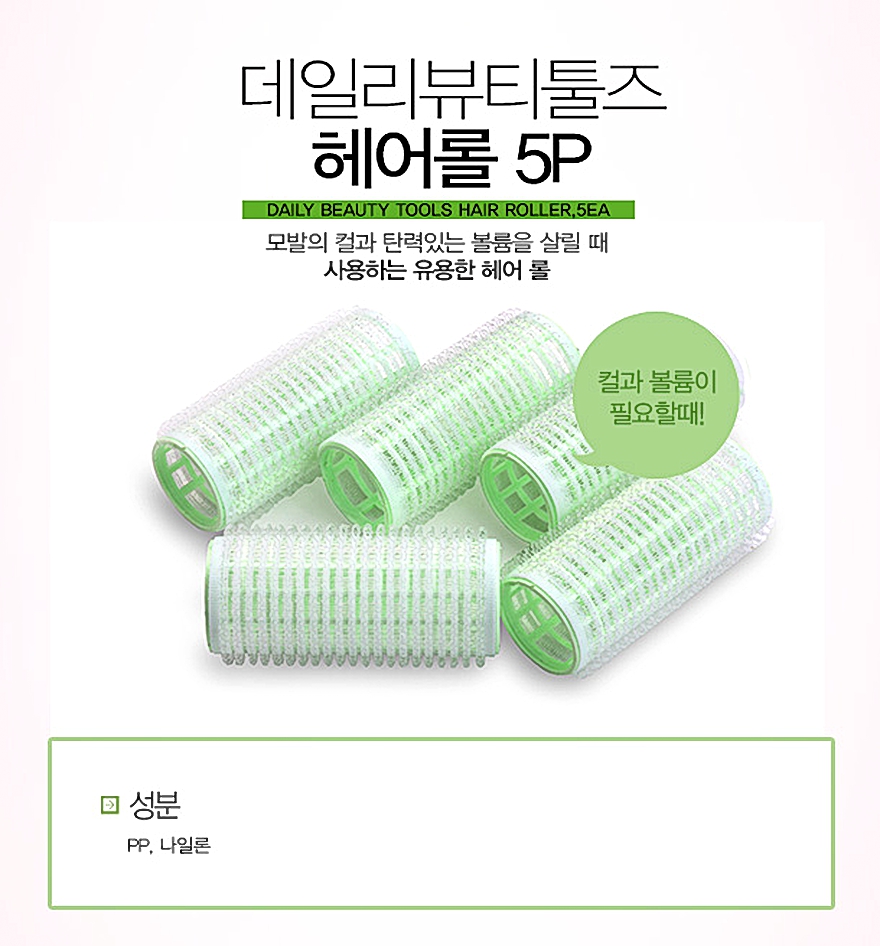 데일리뷰티툴즈
헤어롤 5P
DAILY BEAUTY TOOLS HAIR ROLLER,5EA
모발의 컬과 탄력있는 볼륨을 살릴 때
사용하는 유용한 헤어 롤
컬과 볼륨이
필요할때!
성분
PP, 나일론